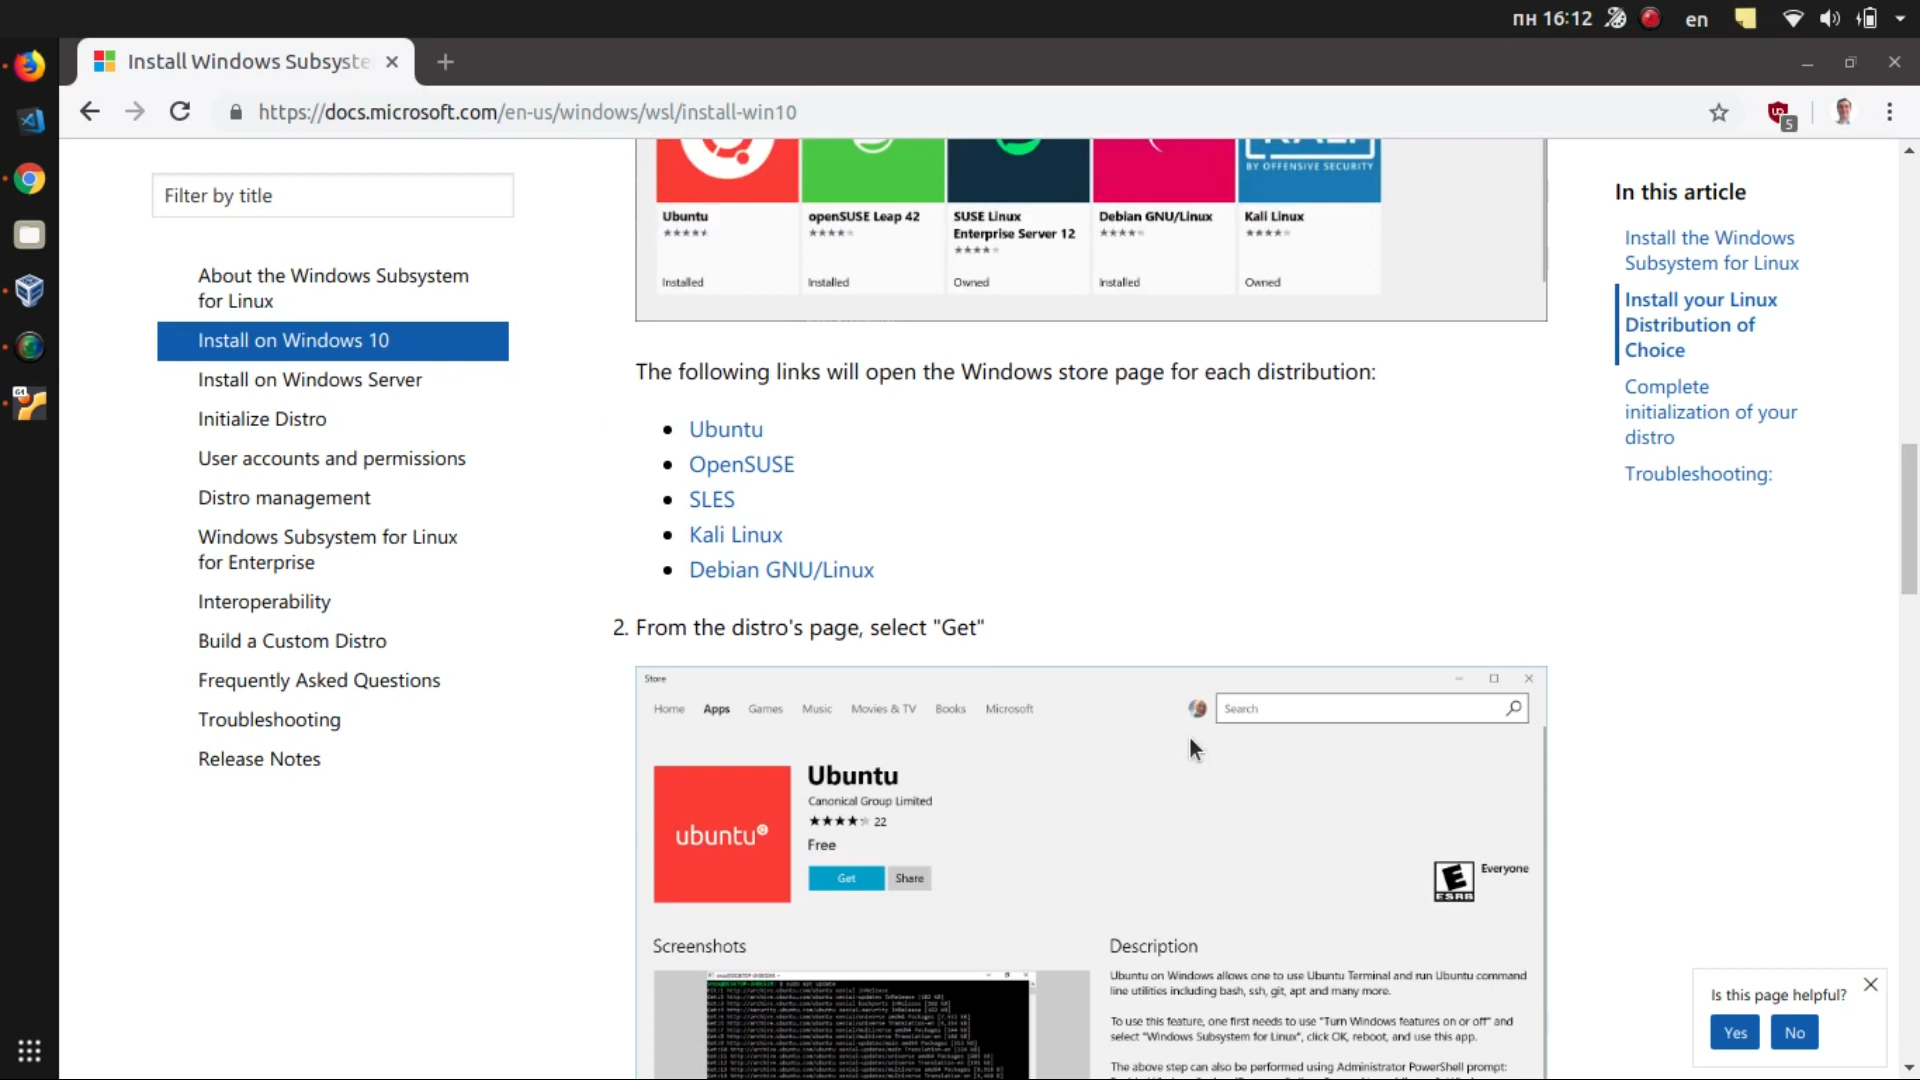 пн 16:12
en
Install Windows Subsyste
https://docs.microsoft.com/en-us/windows/wsl/install-win10
5
Filter by title
About the Windows Subsystem
for Linux
Install on Windows 10
Install on Windows Server
Initialize Distro
User accounts and permissions
Distro management
Windows Subsystem for Linux
for Enterprise
Interoperability
Build a Custom Distro
Frequently Asked Questions
Troubleshooting
Release Notes
BY OFFENSIVE SECURITY
Ubuntu
Installed
openSUSE Leap 42
Installed
SUSE Linux
Enterprise Server 12
Owned
Debian GNU/Linux
Installed
Kali Linux
Owned
The following links will open the Windows store page for each distribution:
Ubuntu
OpenSUSE
SLES
Kali Linux
Debian GNU/Linux
2. From the distro's page, select "Get"
Store
Home Apps Games Music Movies & TV Books Microsoft
Search
ubuntu
Ubuntu
Canonical Group Limited
22
Free
Get Share
E
ESRB
Everyone
Screenshots
Description
Ubuntu on Windows allows one to use Ubuntu Terminal and run Ubuntu command
line utilities including bash, ssh, git, apt and many more.
To use this feature, one first needs to use "Turn Windows features on or off" and
select "Windows Subsystem for Linux", click OK, reboot, and use this app.
The above step can also be performed using Administrator PowerShell prompt:
In this article
Install the Windows
Subsystem for Linux
Install your Linux
Distribution of
Choice
Complete
initialization of your
distro
Troubleshooting:
Is this page helpful?
Yes No